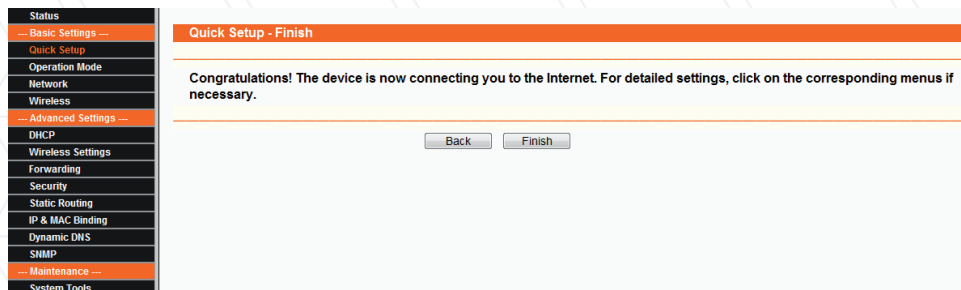 Status
--- Basic Settings ---
Quick Setup
Operation Mode
Network
Wireless
--- Advanced Settings ---
DHCP
Wireless Settings
Forwarding
Security
Static Routing
IP & MAC Binding
Dynamic DNS
SNMP
--- Maintenance ---
System Tools
Quick Setup - Finish
Congratulations! The device is now connecting you to the Internet. For detailed settings, click on the corresponding menus if
necessary.
Back Finish